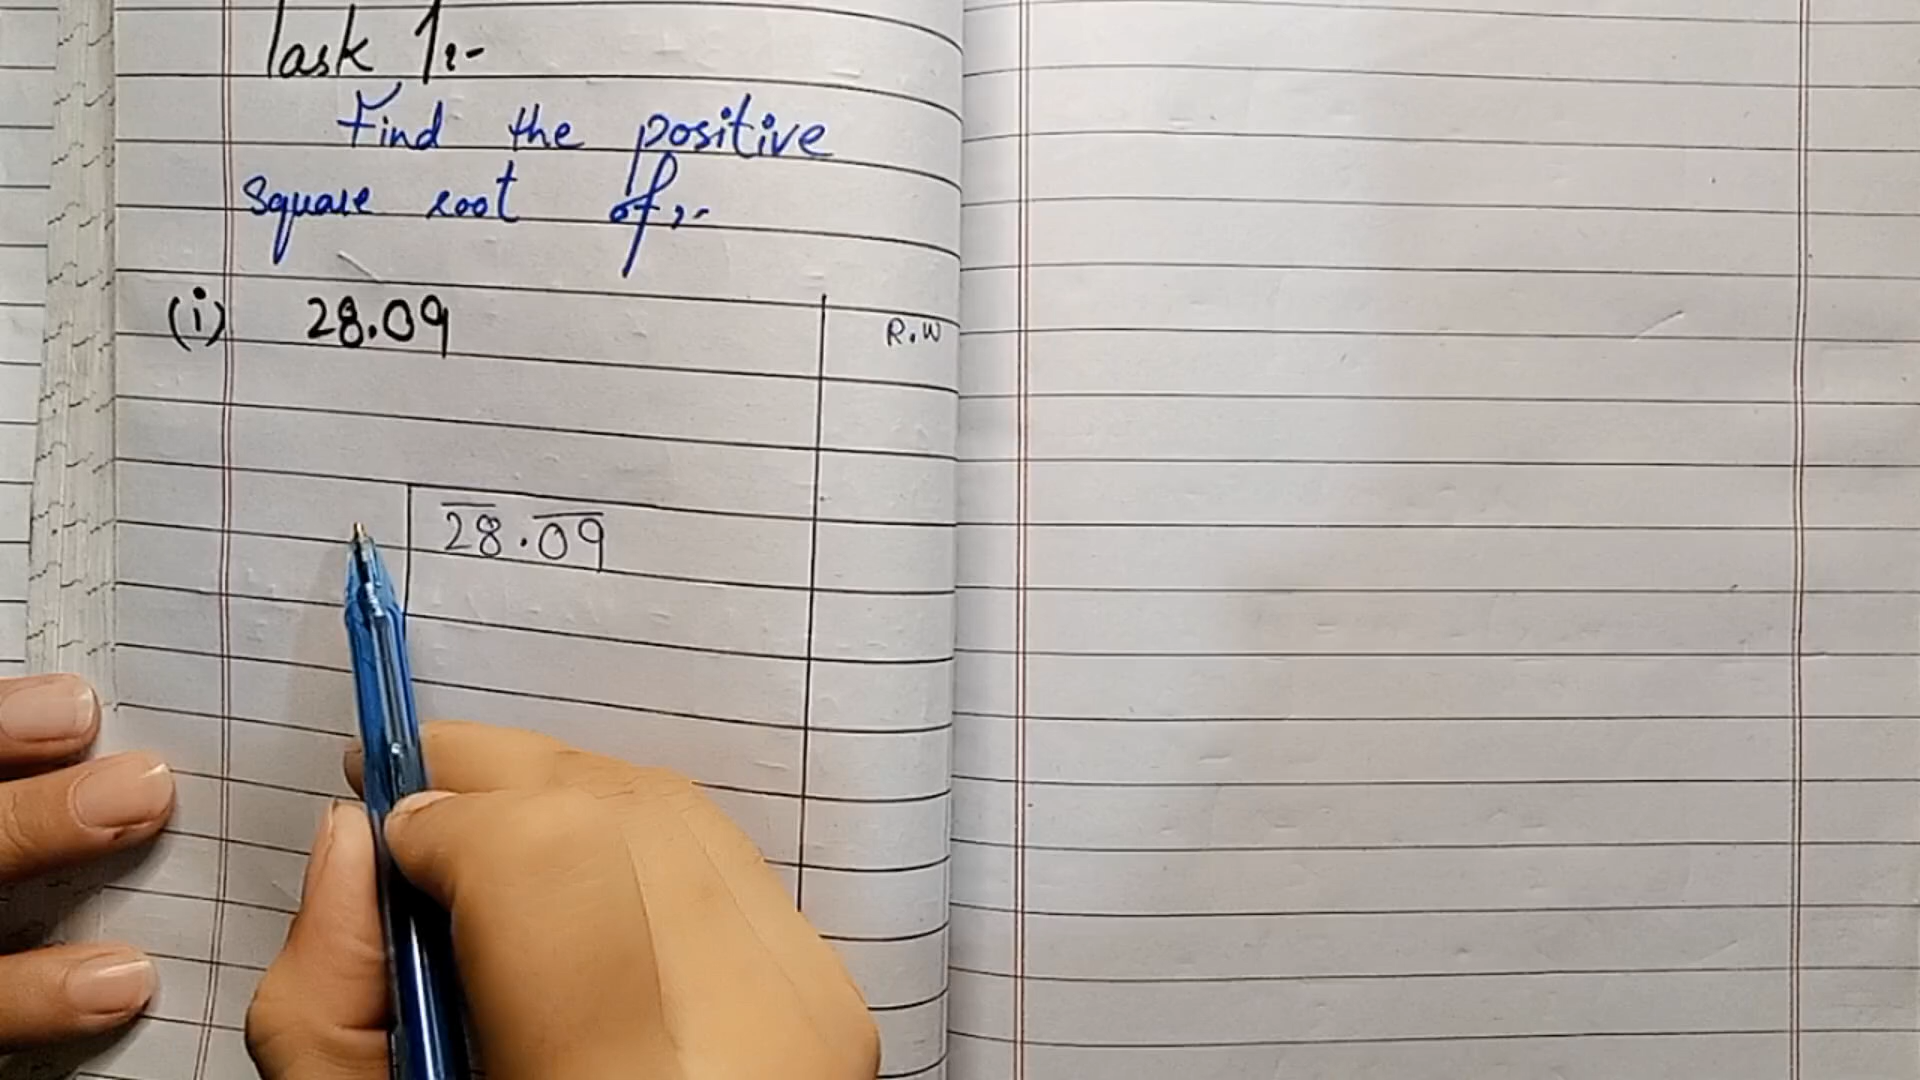 Task 1:-
Find the positive
square root of:-
(i) 28.09
R.W
28.09